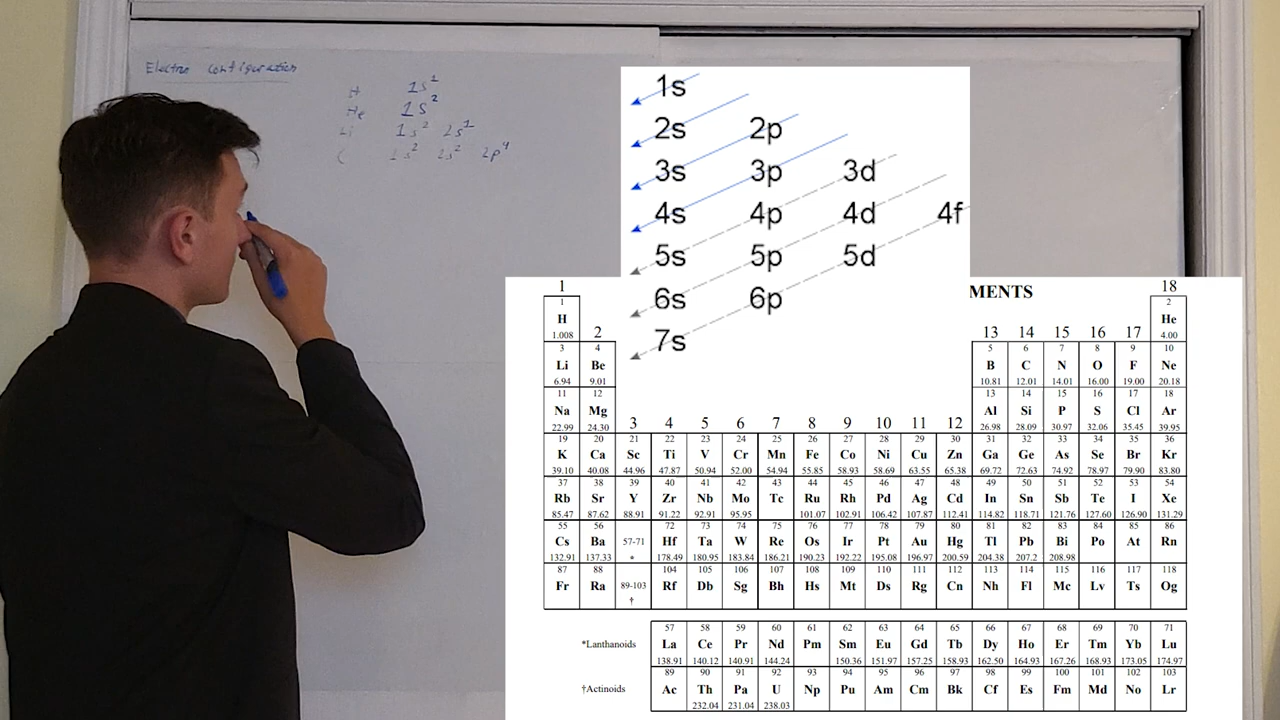 Electron Configuration
H 1s¹
He 1s²
Li 1s² 2s¹
C 1s² 2s² 2p⁴
1s
2s 2p
3s 3p 3d
4s 4p 4d 4f
5s 5p 5d
6s 6p
7s
MENTS
1 18
1 2
H He
1.008 2 13 14 15 16 17 4.00
3 4 5 6 7 8 9 10
Li Be B C N O F Ne
6.94 9.01 10.81 12.01 14.01 16.00 19.00 20.18
11 12 13 14 15 16 17 18
Na Mg Al Si P S Cl Ar
22.99 24.30 3 4 5 6 7 8 9 10 11 12 26.98 28.09 30.97 32.06 35.45 39.95
19 20 21 22 23 24 25 26 27 28 29 30 31 32 33 34 35 36
K Ca Sc Ti V Cr Mn Fe Co Ni Cu Zn Ga Ge As Se Br Kr
39.10 40.08 44.96 47.87 50.94 52.00 54.94 55.85 58.93 58.69 63.55 65.38 69.72 72.63 74.92 78.97 79.90 83.80
37 38 39 40 41 42 43 44 45 46 47 48 49 50 51 52 53 54
Rb Sr Y Zr Nb Mo Tc Ru Rh Pd Ag Cd In Sn Sb Te I Xe
85.47 87.62 88.91 91.22 92.91 95.95 101.07 102.91 106.42 107.87 112.41 114.82 118.71 121.76 127.60 126.90 131.29
55 56 57-71 72 73 74 75 76 77 78 79 80 81 82 83 84 85 86
Cs Ba * Hf Ta W Re Os Ir Pt Au Hg Tl Pb Bi Po At Rn
132.91 137.33 178.49 180.95 183.84 186.21 190.23 192.22 195.08 196.97 200.59 204.38 207.2 208.98
87 88 89-103 104 105 106 107 108 109 110 111 112 113 114 115 116 117 118
Fr Ra † Rf Db Sg Bh Hs Mt Ds Rg Cn Nh Fl Mc Lv Ts Og
57 58 59 60 61 62 63 64 65 66 67 68 69 70 71
*Lanthanoids La Ce Pr Nd Pm Sm Eu Gd Tb Dy Ho Er Tm Yb Lu
138.91 140.12 140.91 144.24 150.36 151.97 157.25 158.93 162.50 164.93 167.26 168.93 173.05 174.97
89 90 91 92 93 94 95 96 97 98 99 100 101 102 103
†Actinoids Ac Th Pa U Np Pu Am Cm Bk Cf Es Fm Md No Lr
232.04 231.04 238.03